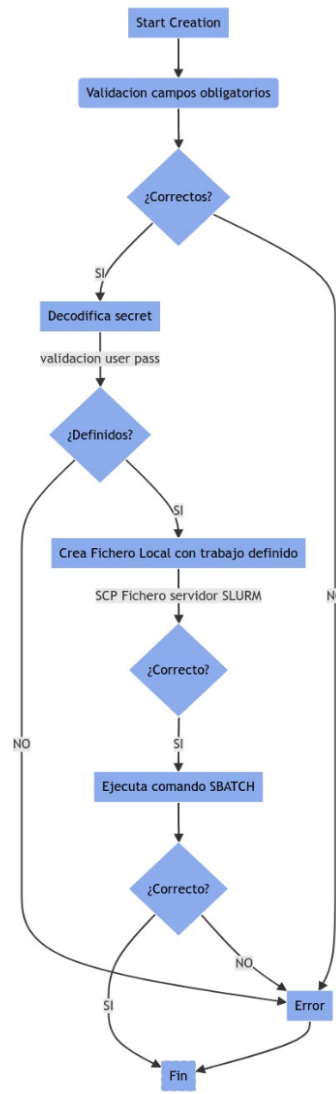 Start Creation
Validacion campos obligatorios
¿Correctos?
SI
Decodifica secret
validacion user pass
¿Definidos?
SI
Crea Fichero Local con trabajo definido
SCP Fichero servidor SLURM
NO
¿Correcto?
NO
SI
Ejecuta comando SBATCH
¿Correcto?
NO
SI
Error
Fin